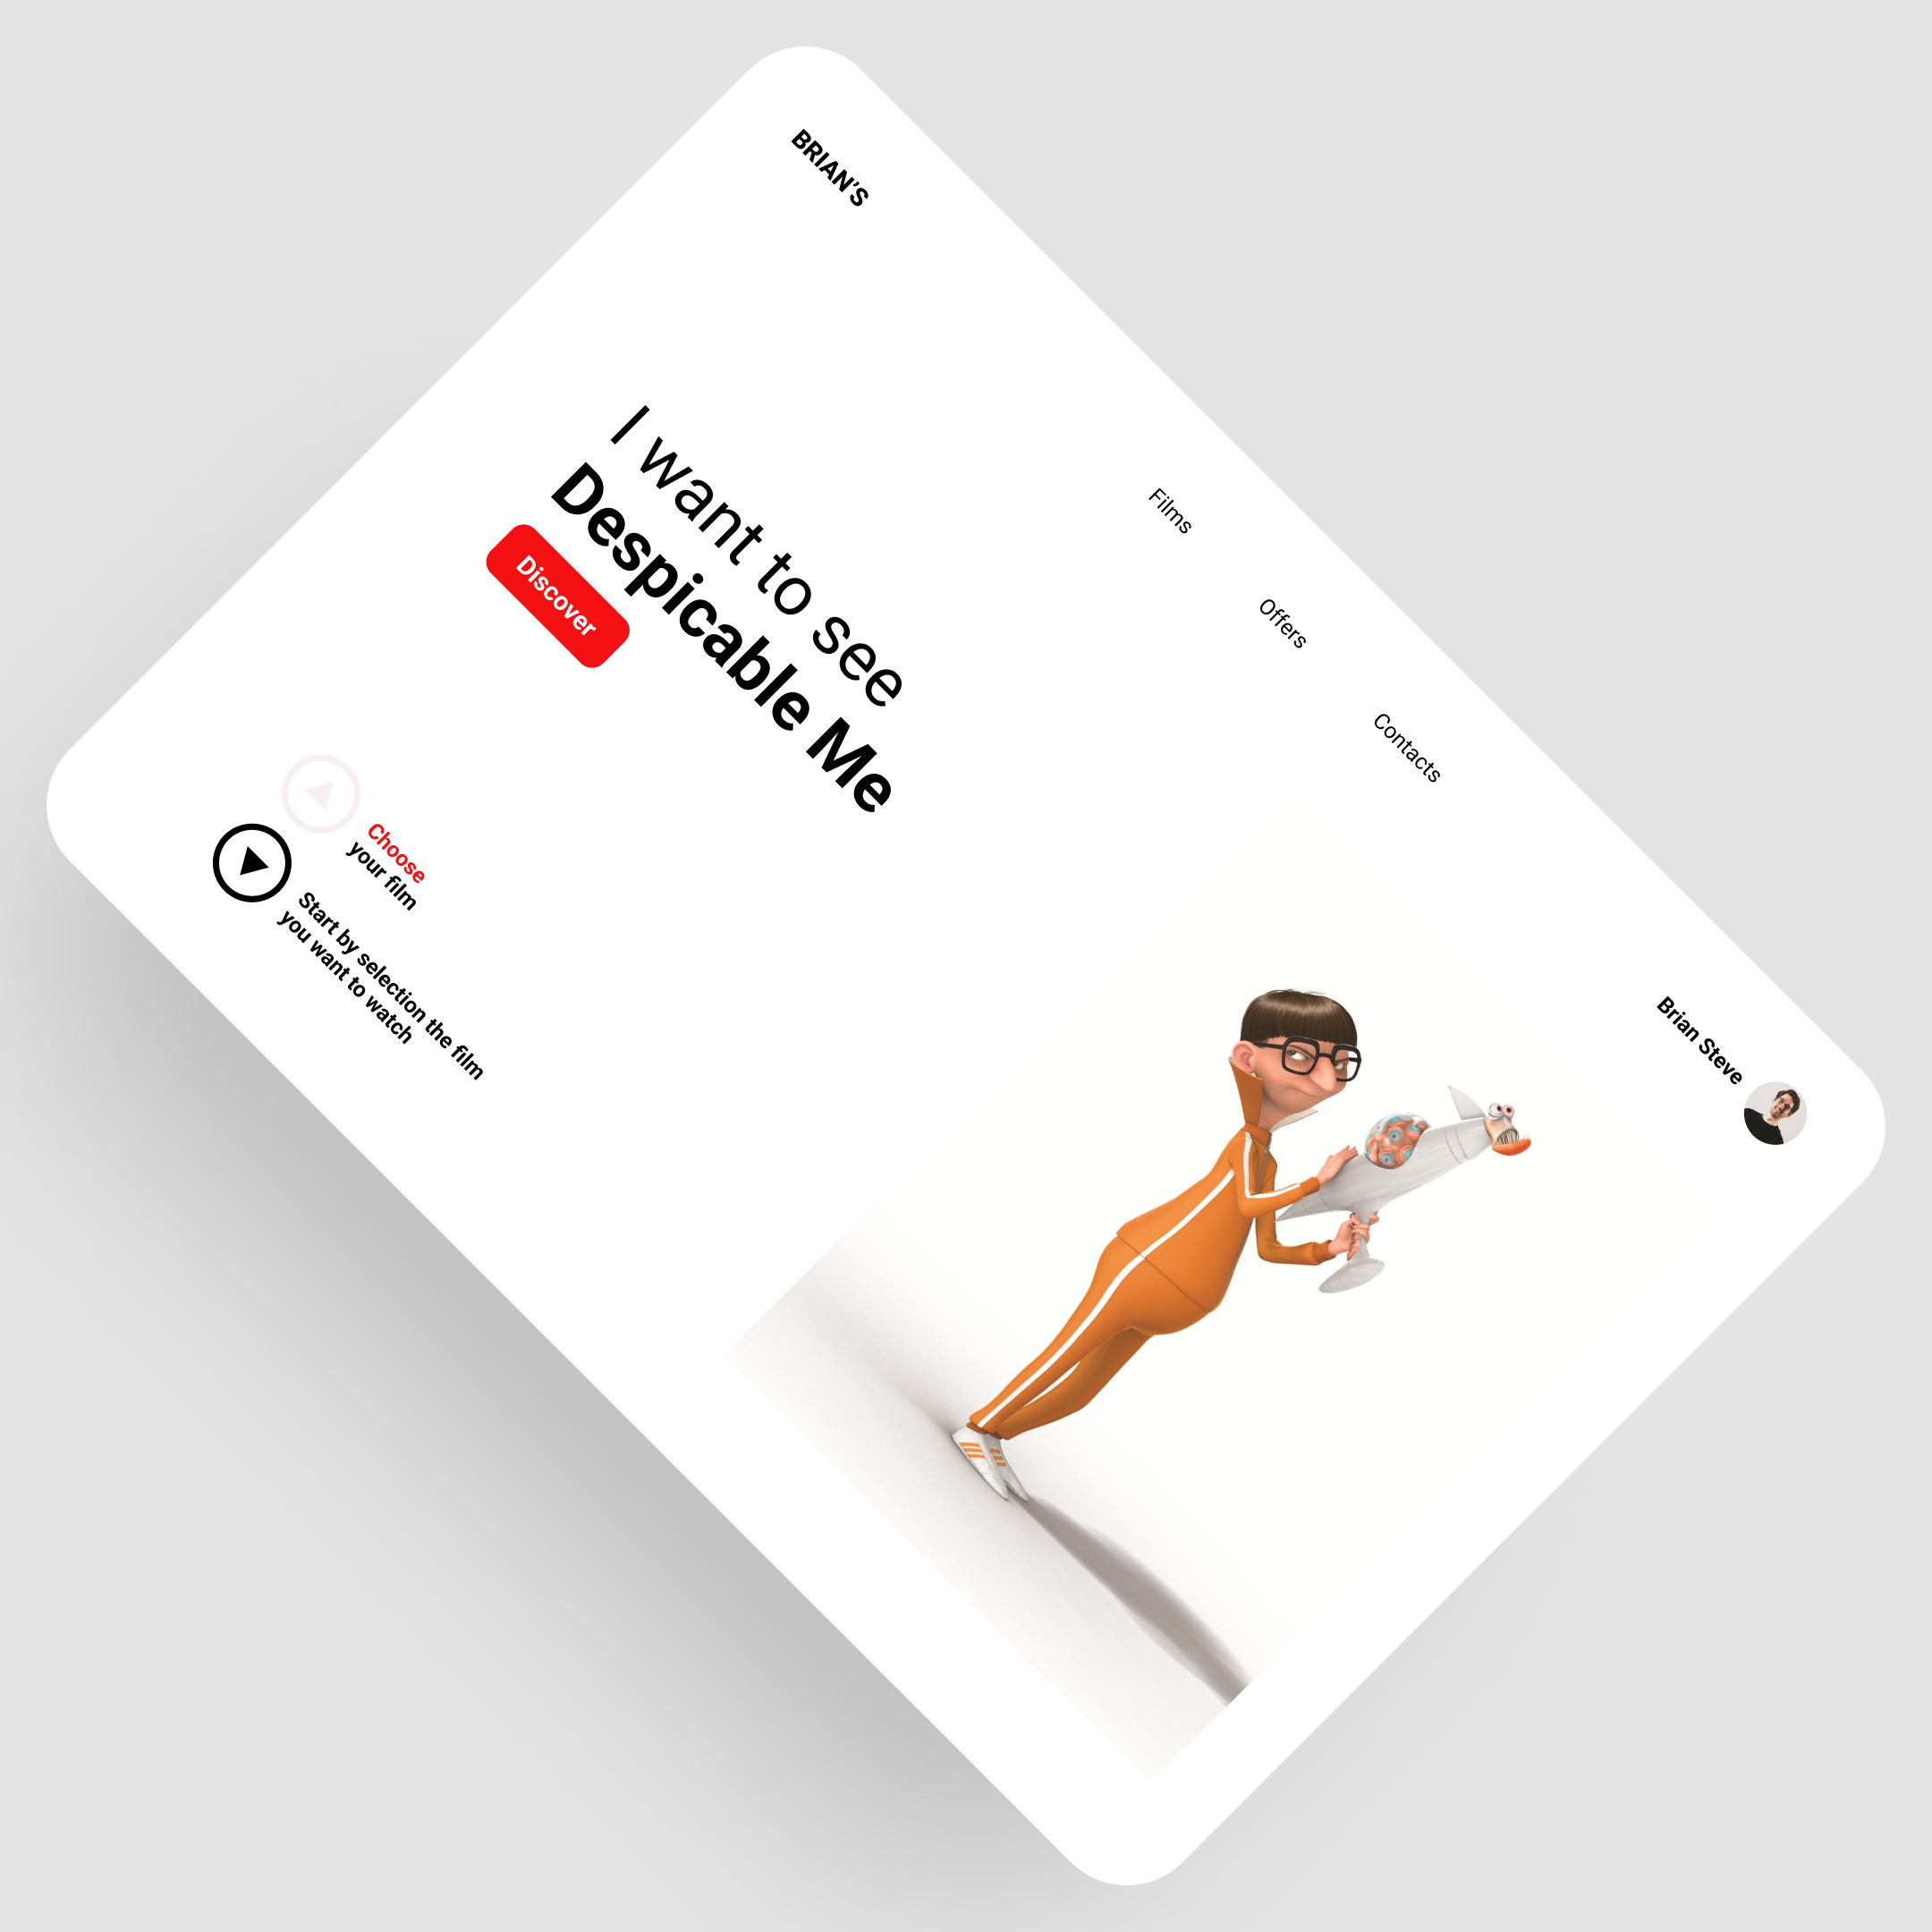 BRIAN'S
Films
Offers
Contacts
Brian Steve
I want to see
Despicable Me
Discover
Choose
your film
Start by selection the film
you want to watch